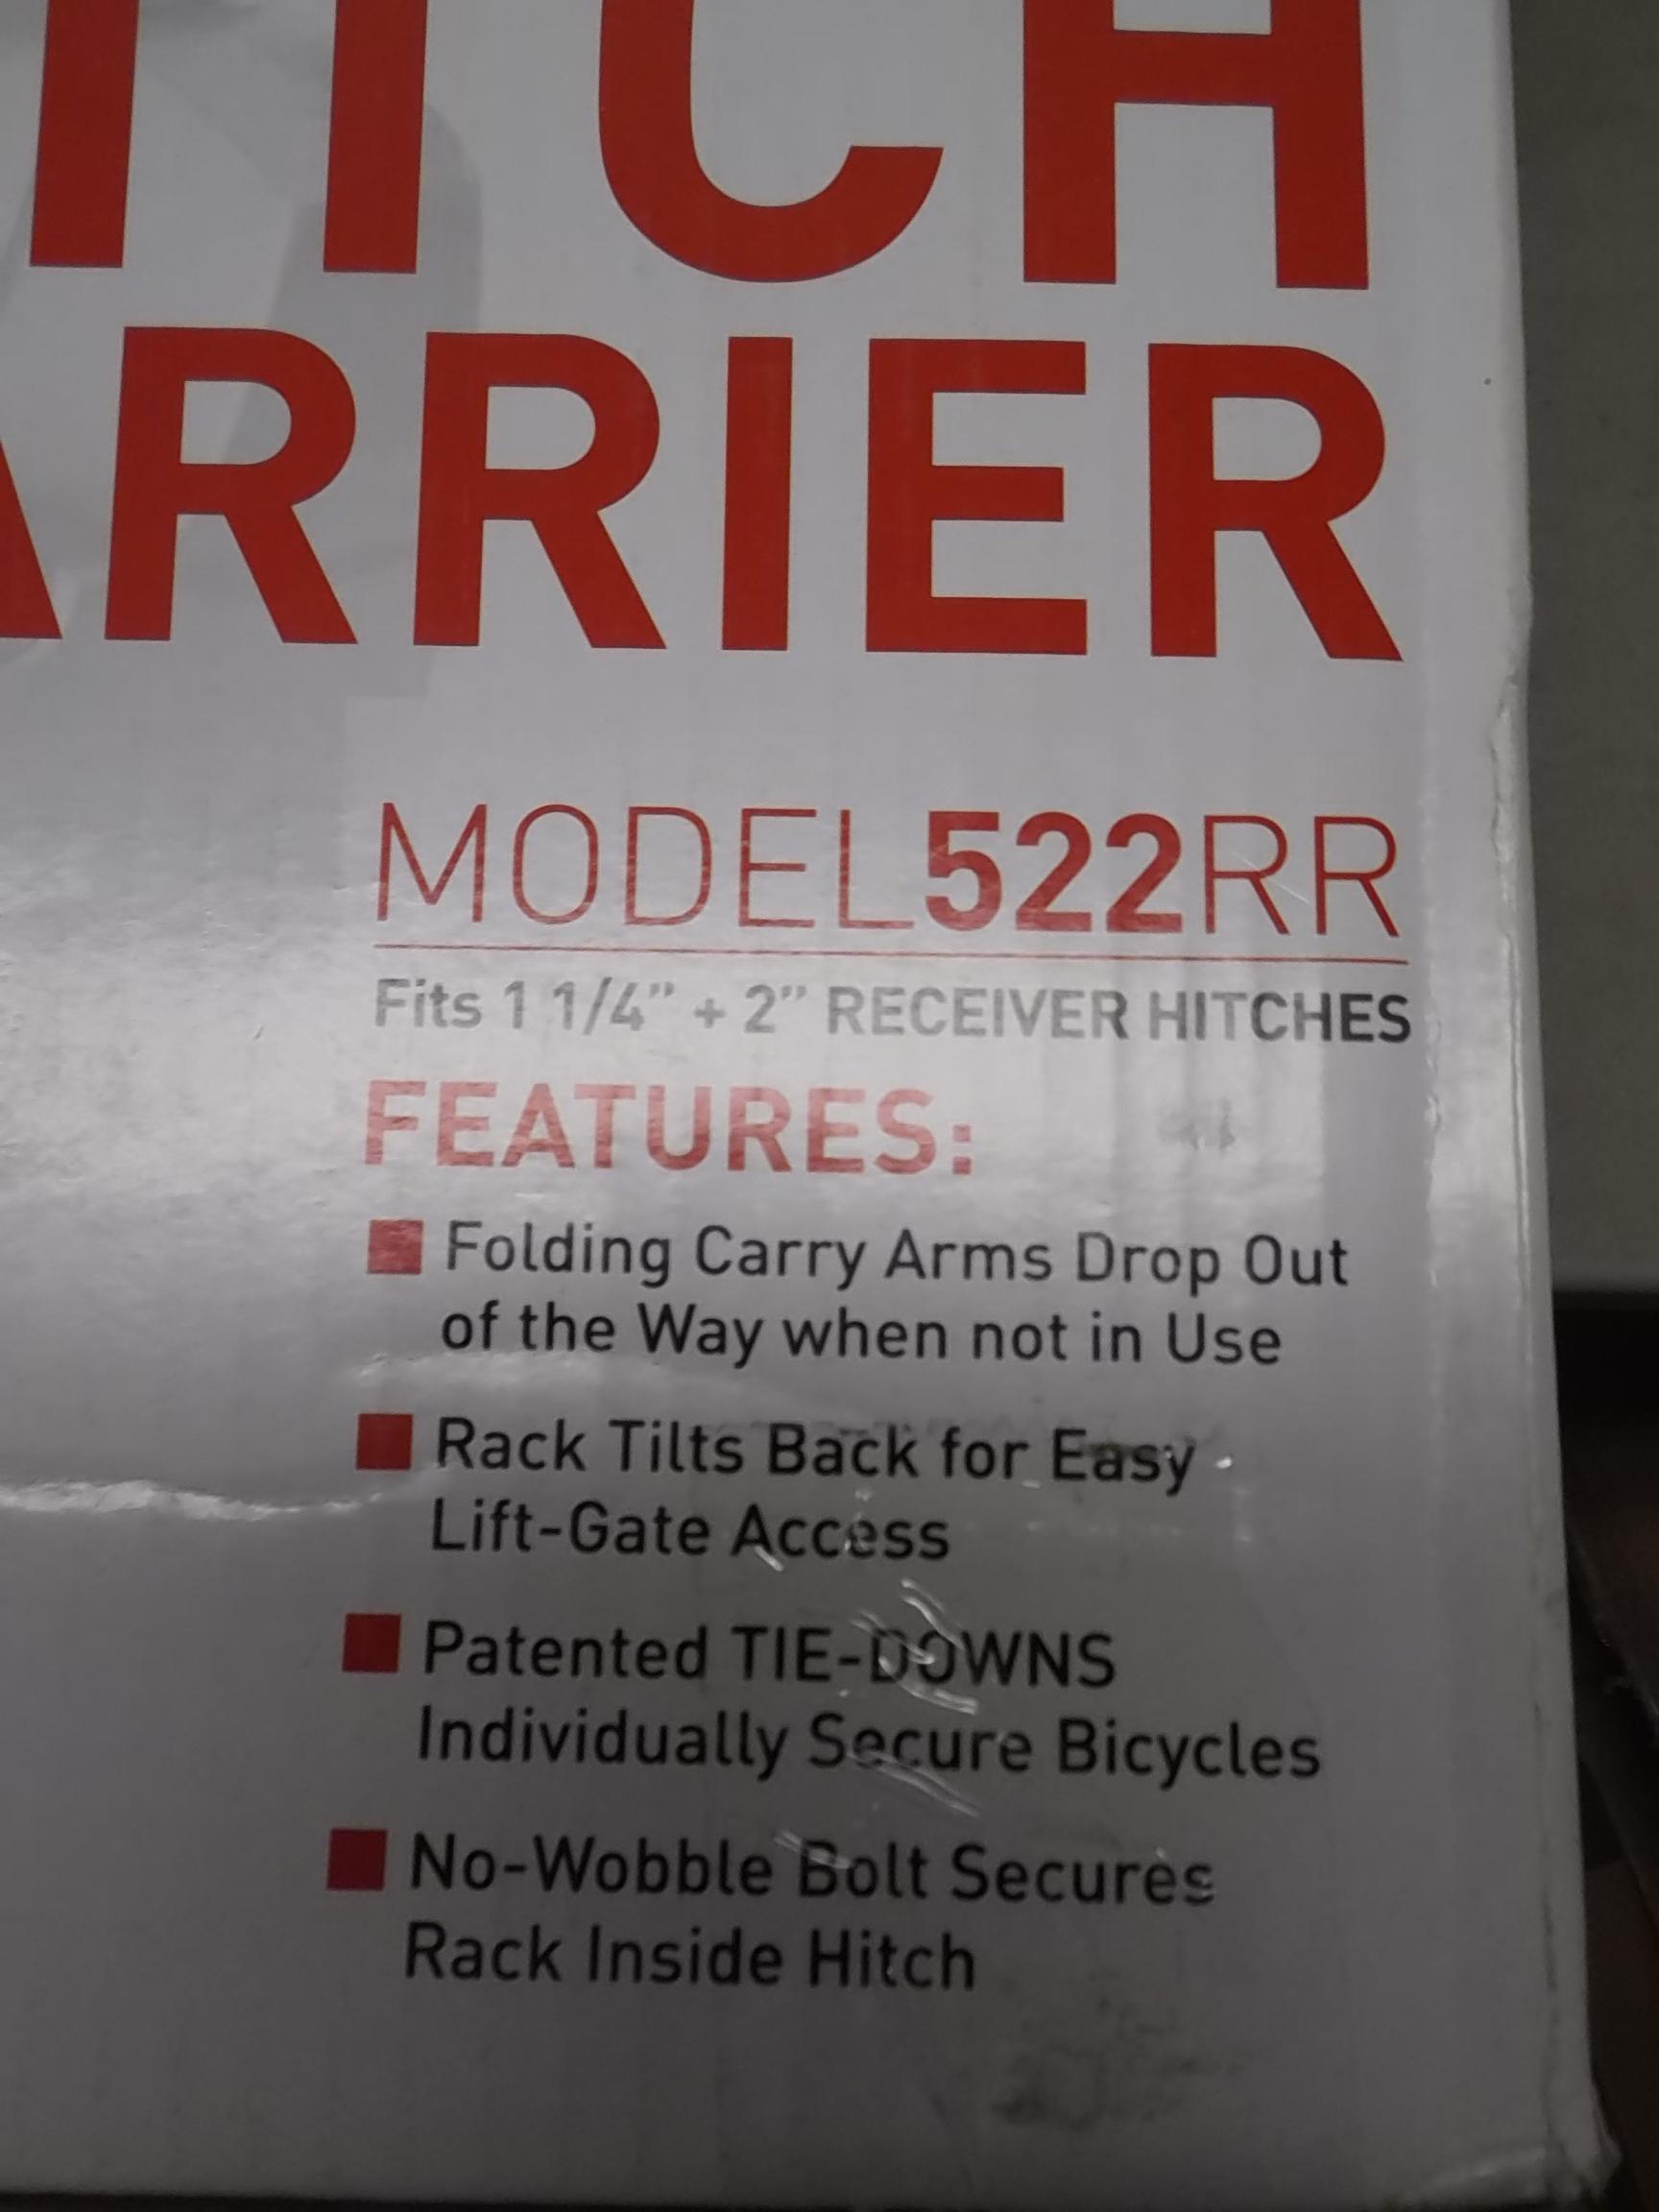 ITCH
ARRIER
MODEL522RR
Fits 1 1/4” + 2” RECEIVER HITCHES
FEATURES:
Folding Carry Arms Drop Out
of the Way when not in Use
Rack Tilts Back for Easy
Lift-Gate Access
Patented TIE-DOWNS
Individually Secure Bicycles
No-Wobble Bolt Secures
Rack Inside Hitch